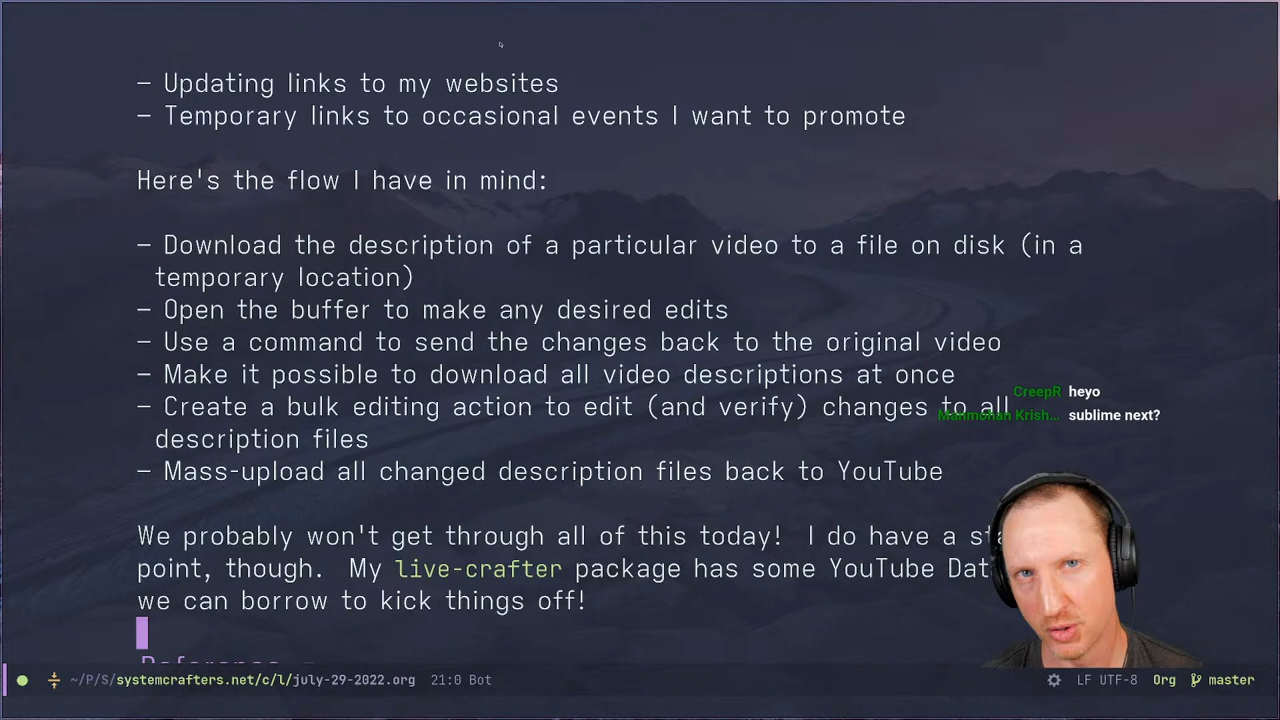 – Updating links to my websites
– Temporary links to occasional events I want to promote
Here's the flow I have in mind:
– Download the description of a particular video to a file on disk (in a
temporary location)
– Open the buffer to make any desired edits
– Use a command to send the changes back to the original video
– Make it possible to download all video descriptions at once
CreepR heyo
– Create a bulk editing action to edit (and verify) changes to all
Manmohan Krish... sublime next?
description files
– Mass-upload all changed description files back to YouTube
We probably won't get through all of this today!  I do have a
point, though.  My live-crafter package has some YouTube
we can borrow to kick things off!
~/P/S/systemcrafters.net/c/l/july-29-2022.org 21:0 Bot LF UTF-8 Org master